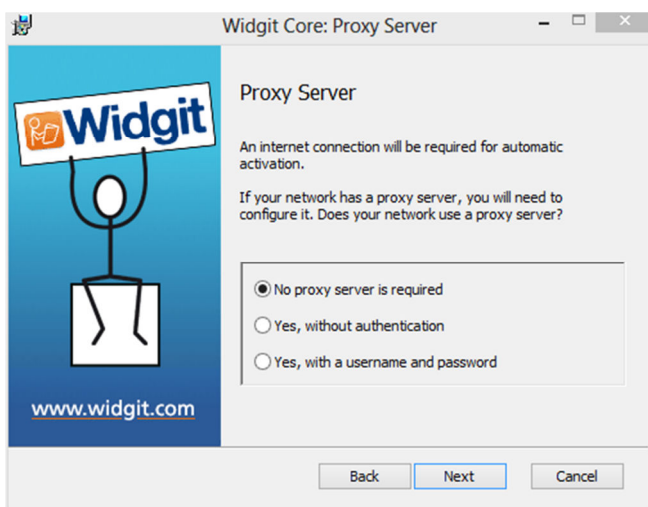 Widgit Core: Proxy Server
Widgit
Proxy Server
An internet connection will be required for automatic
activation.
If your network has a proxy server, you will need to
configure it. Does your network use a proxy server?
No proxy server is required
Yes, without authentication
Yes, with a username and password
www.widgit.com
Back Next Cancel